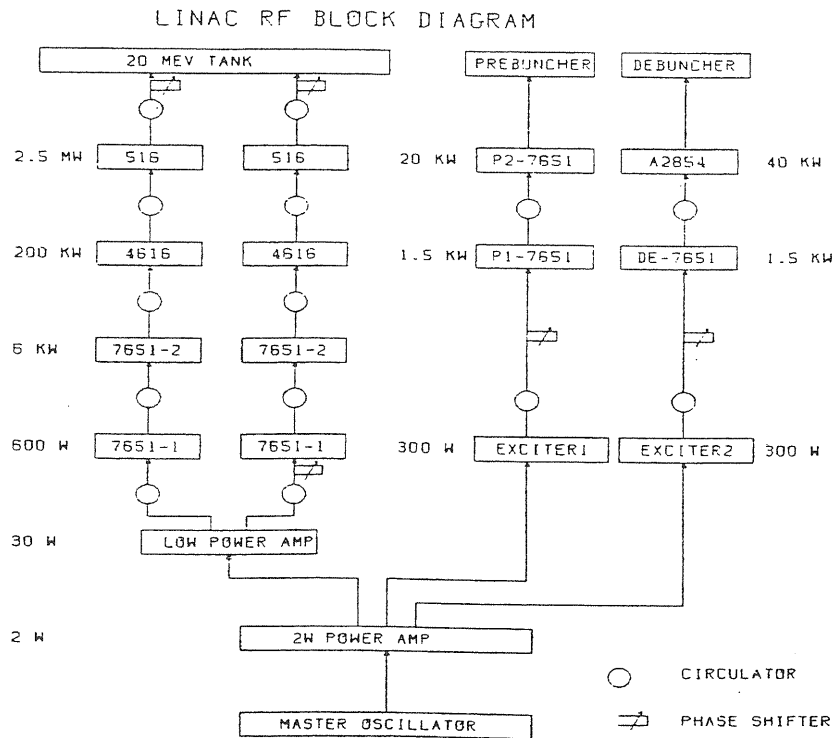 LINAC RF BLOCK DIAGRAM
20 MEV TANK
PREBUNCHER
DEBUNCHER
2.5 MW
516
516
20 KW
P2-7651
A2854
40 KW
200 KW
4616
4616
1.5 KW
P1-7651
DE-7651
1.5 KW
6 KW
7651-2
7651-2
600 W
7651-1
7651-1
300 W
EXCITER1
EXCITER2
300 W
30 W
LOW POWER AMP
2 W
2W POWER AMP
CIRCULATOR
MASTER OSCILLATOR
PHASE SHIFTER